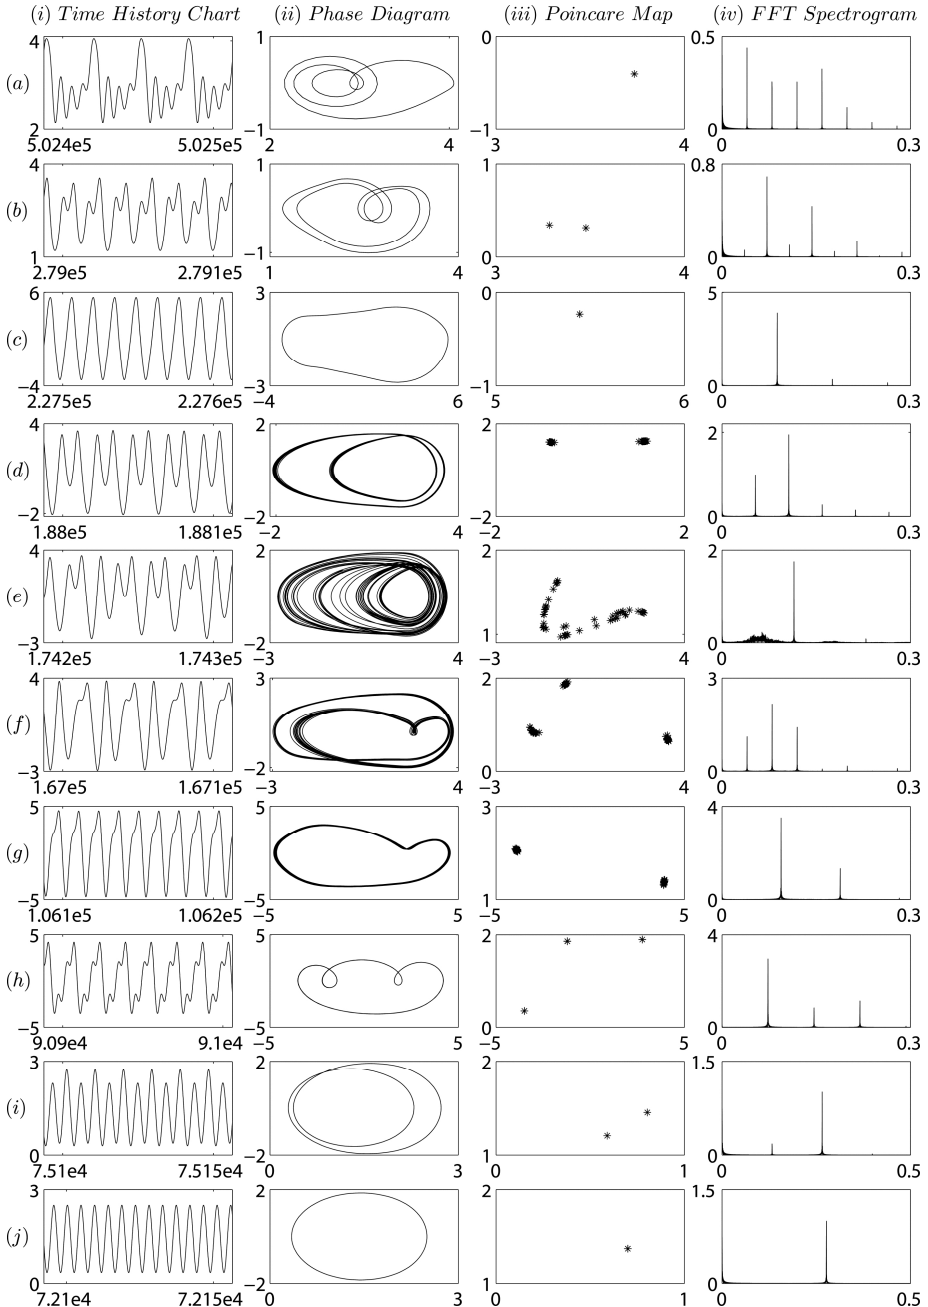 (i) Time History Chart (ii) Phase Diagram (iii) Poincare Map (iv) FFT Spectrogram
(a)
4 1 0 0.5
2 −1 −1 0
5.024e5 5.025e5 2 4 3 4 0 0.3
(b)
4 1 1 0.8
1 −1 0 0
2.79e5 2.791e5 1 4 3 4 0 0.3
(c)
6 3 0 5
−4 −3 −1 0
2.275e5 2.276e5 −4 6 5 6 0 0.3
(d)
4 2 2 2
−2 −2 −2 0
1.88e5 1.881e5 −2 4 −2 2 0 0.3
(e)
4 2 2 2
−3 −2 1 0
1.742e5 1.743e5 −3 4 −3 4 0 0.3
(f)
4 3 2 3
−3 −2 0 0
1.67e5 1.671e5 −3 4 −4 4 0 0.3
(g)
5 5 3 4
−5 −5 1 0
1.061e5 1.062e5 −5 5 −5 5 0 0.3
(h)
5 5 2 4
−5 −5 0 0
9.09e4 9.1e4 −5 5 −5 5 0 0.3
(i)
3 2 2 1.5
0 −2 1 0
7.51e4 7.515e4 0 3 0 1 0 0.5
(j)
3 2 2 1.5
0 −2 1 0
7.21e4 7.215e4 0 3 0 1 0 0.5